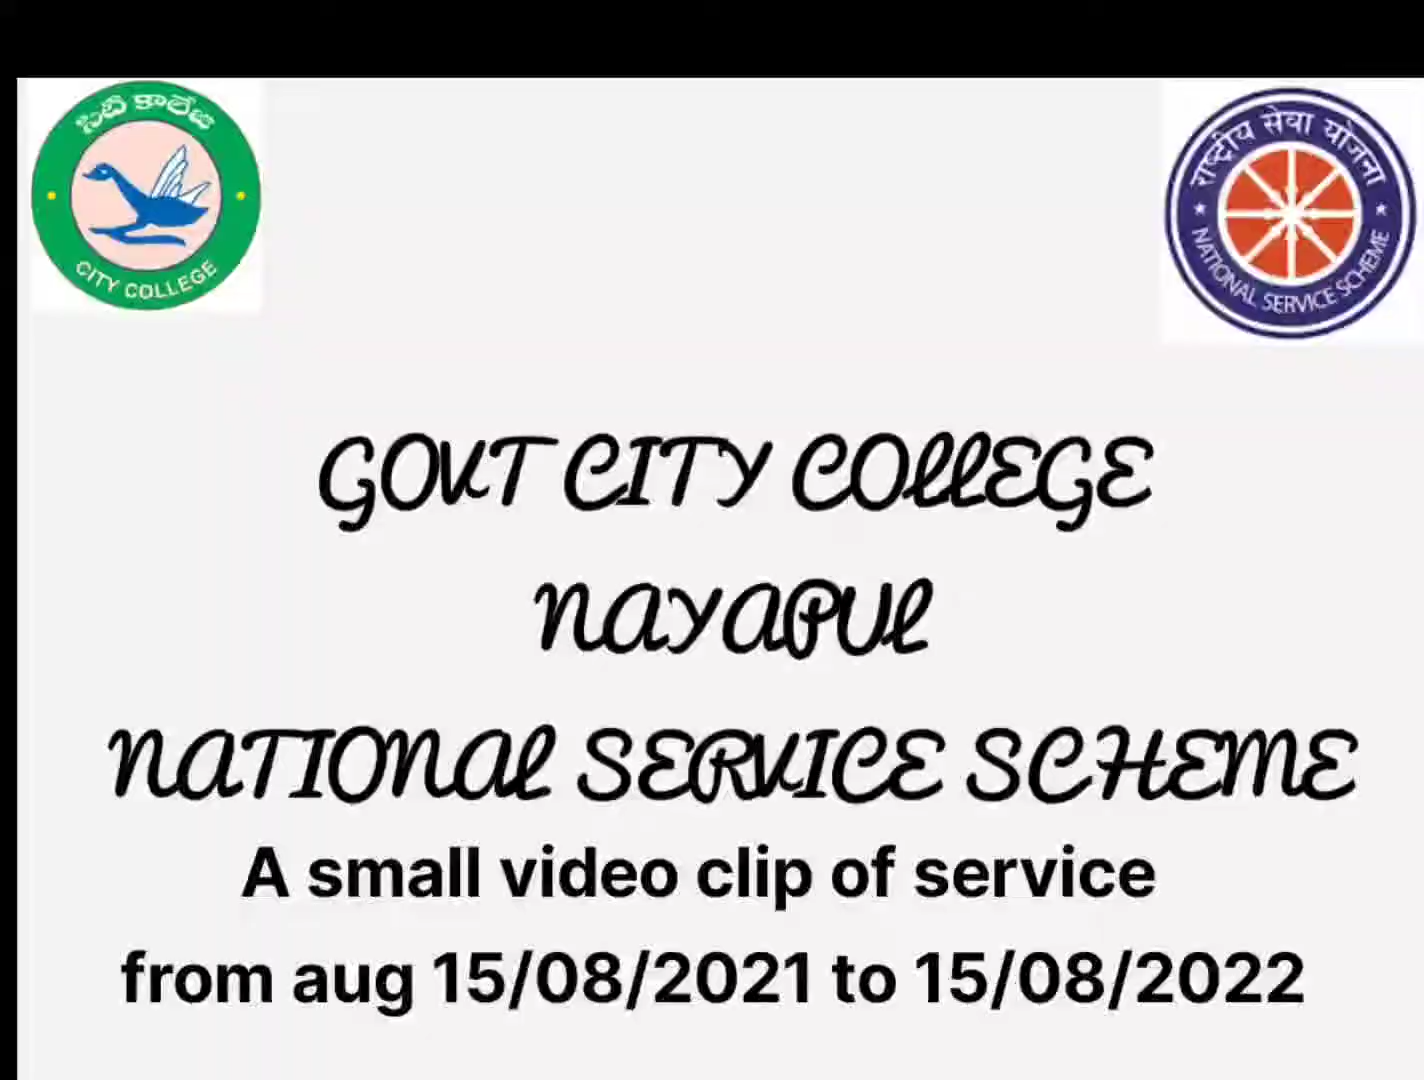 సిటీ కాలేజి
CITY COLLEGE
राष्ट्रीय सेवा योजना
NATIONAL SERVICE SCHEME
GOVT CITY COLLEGE
NAYAPUL
NATIONAL SERVICE SCHEME
A small video clip of service
from aug 15/08/2021 to 15/08/2022